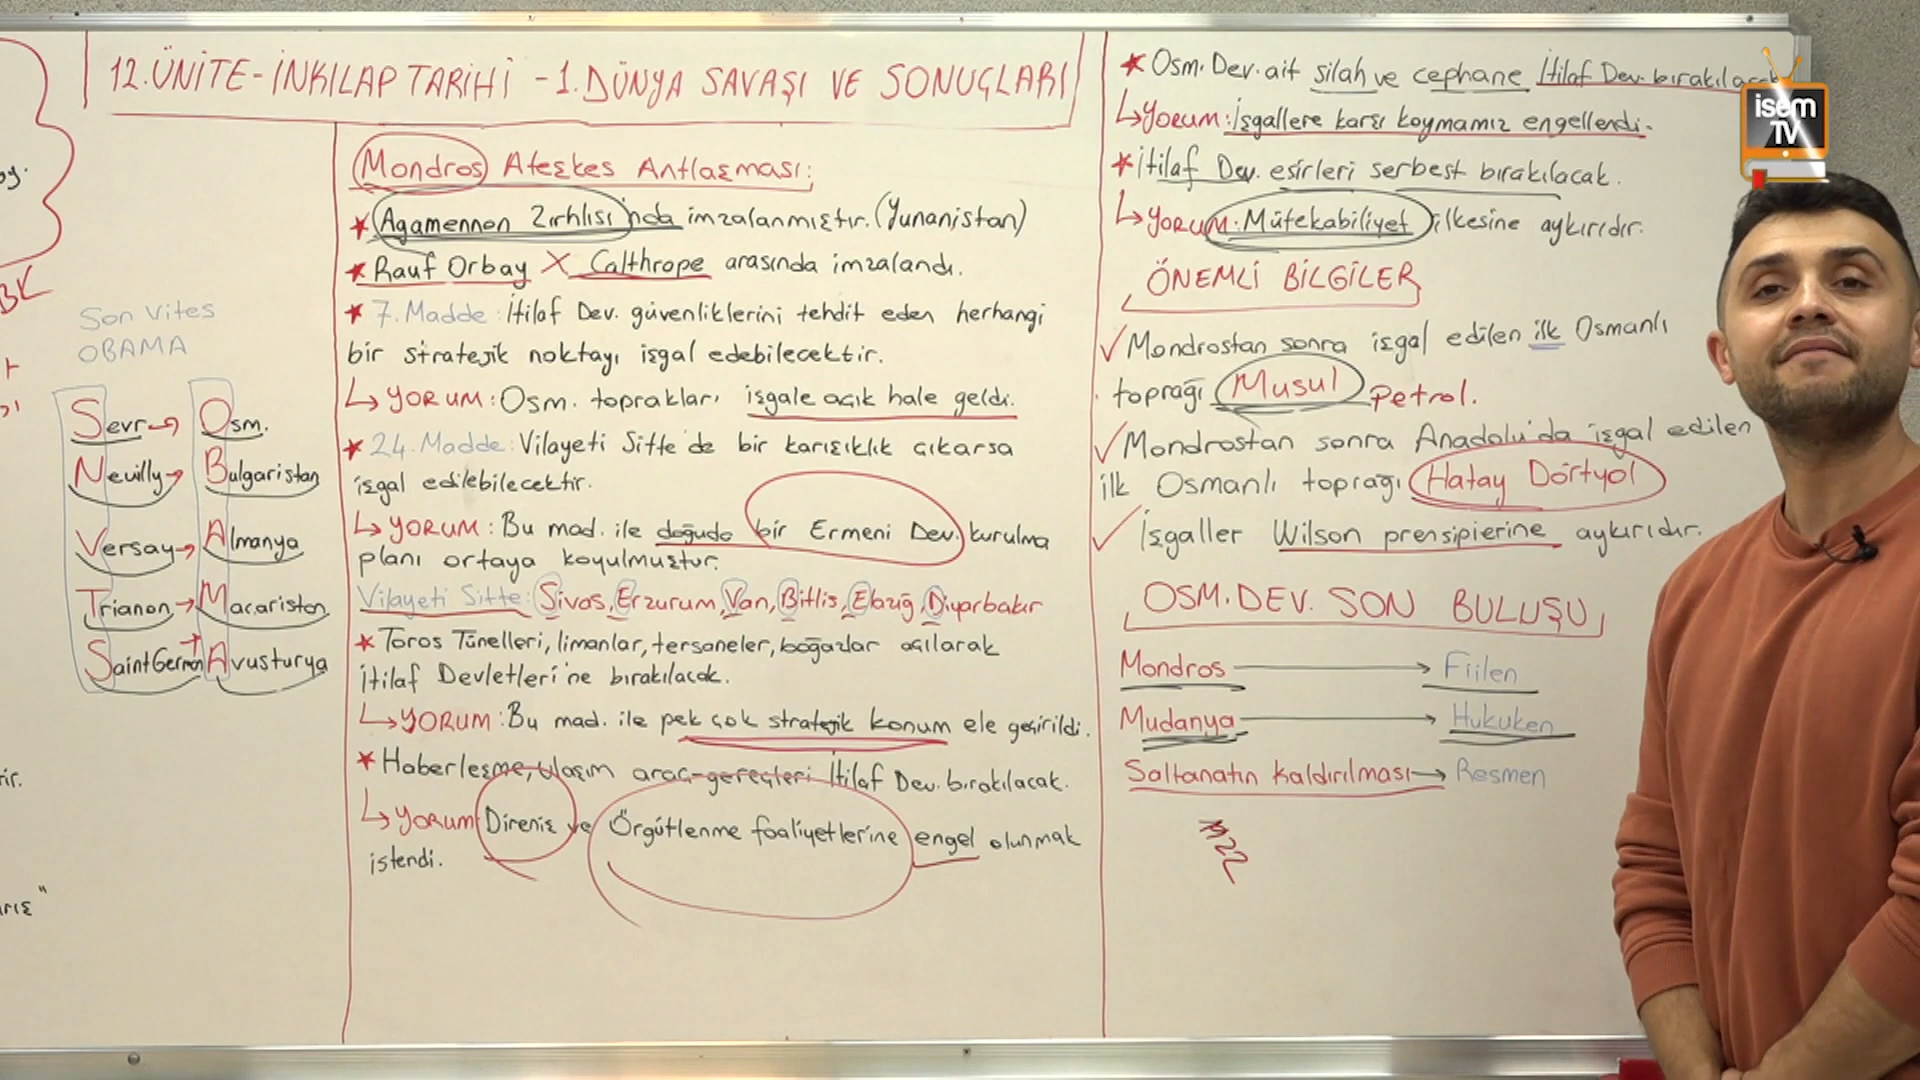 12.ÜNİTE-İNKILAP TARİHİ -1.DÜNYA SAVAŞI VE SONUÇLARI
Son Vites
OBAMA
Sevr→ Osm.
Neuilly→ Bulgaristan
Versay→ Almanya
Trianon→ Macaristan
SaintGerman→ Avusturya
Mondros Ateşkes Antlaşması:
★ Agamennon Zırhlısı'nda imzalanmıştır.(Yunanistan)
★ Rauf Orbay X Calthrope arasında imzalandı.
★ 7. Madde: İtilaf Dev. güvenliklerini tehdit eden herhangi
bir stratejik noktayı işgal edebilecektir.
↳ YORUM: Osm. toprakları işgale açık hale geldi.
★ 24. Madde: Vilayeti Sitte'de bir karışıklık çıkarsa
işgal edilebilecektir.
↳ YORUM: Bu mad. ile doğuda bir Ermeni Dev. kurulma
planı ortaya koyulmuştur.
Vilayeti Sitte: Sivas, Erzurum, Van, Bitlis, Elazığ, Diyarbakır
★ Toros Tünelleri, limanlar, tersaneler, boğazlar açılarak
İtilaf Devletleri'ne bırakılacak.
↳ YORUM: Bu mad. ile pek çok stratejik konum ele geçirildi.
★ Haberleşme, ulaşım araç-gereçleri İtilaf Dev. bırakılacak.
↳ YORUM: Direniş ve Örgütlenme faaliyetlerine engel olunmak
istendi.
★ Osm. Dev. ait silah ve cephane İtilaf Dev. bırakılacak
↳ YORUM: İşgallere karşı koymamız engellendi.
★ İtilaf Dev. esirleri serbest bırakılacak.
↳ YORUM: Mütekabiliyet ilkesine aykırıdır.
ÖNEMLİ BİLGİLER
✓ Mondrostan sonra işgal edilen ilk Osmanlı
toprağı Musul Petrol.
✓ Mondrostan sonra Anadolu'da işgal edilen
ilk Osmanlı toprağı Hatay Dörtyol
✓ İşgaller Wilson prensipierine aykırıdır.
OSM. DEV. SON BULUŞU
Mondros → Fiilen
Mudanya → Hukuken
Saltanatın kaldırılması → Resmen
22
isem
TV